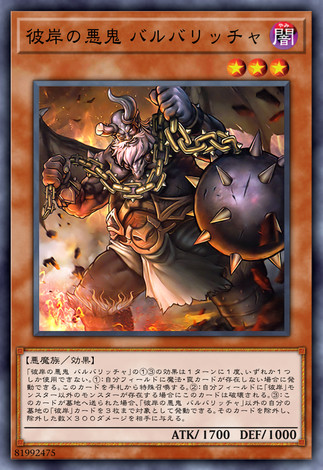 彼岸の悪鬼 バルバリッチャ
やみ
闇
【悪魔族／効果】
「彼岸の悪鬼 バルバリッチャ」の①③の効果は１ターンに１度、いずれか１つ
しか使用できない。①：自分フィールドに魔法・罠カードが存在しない場合に発
動できる。このカードを手札から特殊召喚する。②：自分フィールドに「彼岸」モ
ンスター以外のモンスターが存在する場合にこのカードは破壊される。③：こ
のカードが墓地へ送られた場合、「彼岸の悪鬼 バルバリッチャ」以外の自分の
墓地の「彼岸」カードを３枚まで対象として発動できる。そのカードを除外し、
除外した数×３００ダメージを相手に与える。
ATK/1700 DEF/1000
81992475